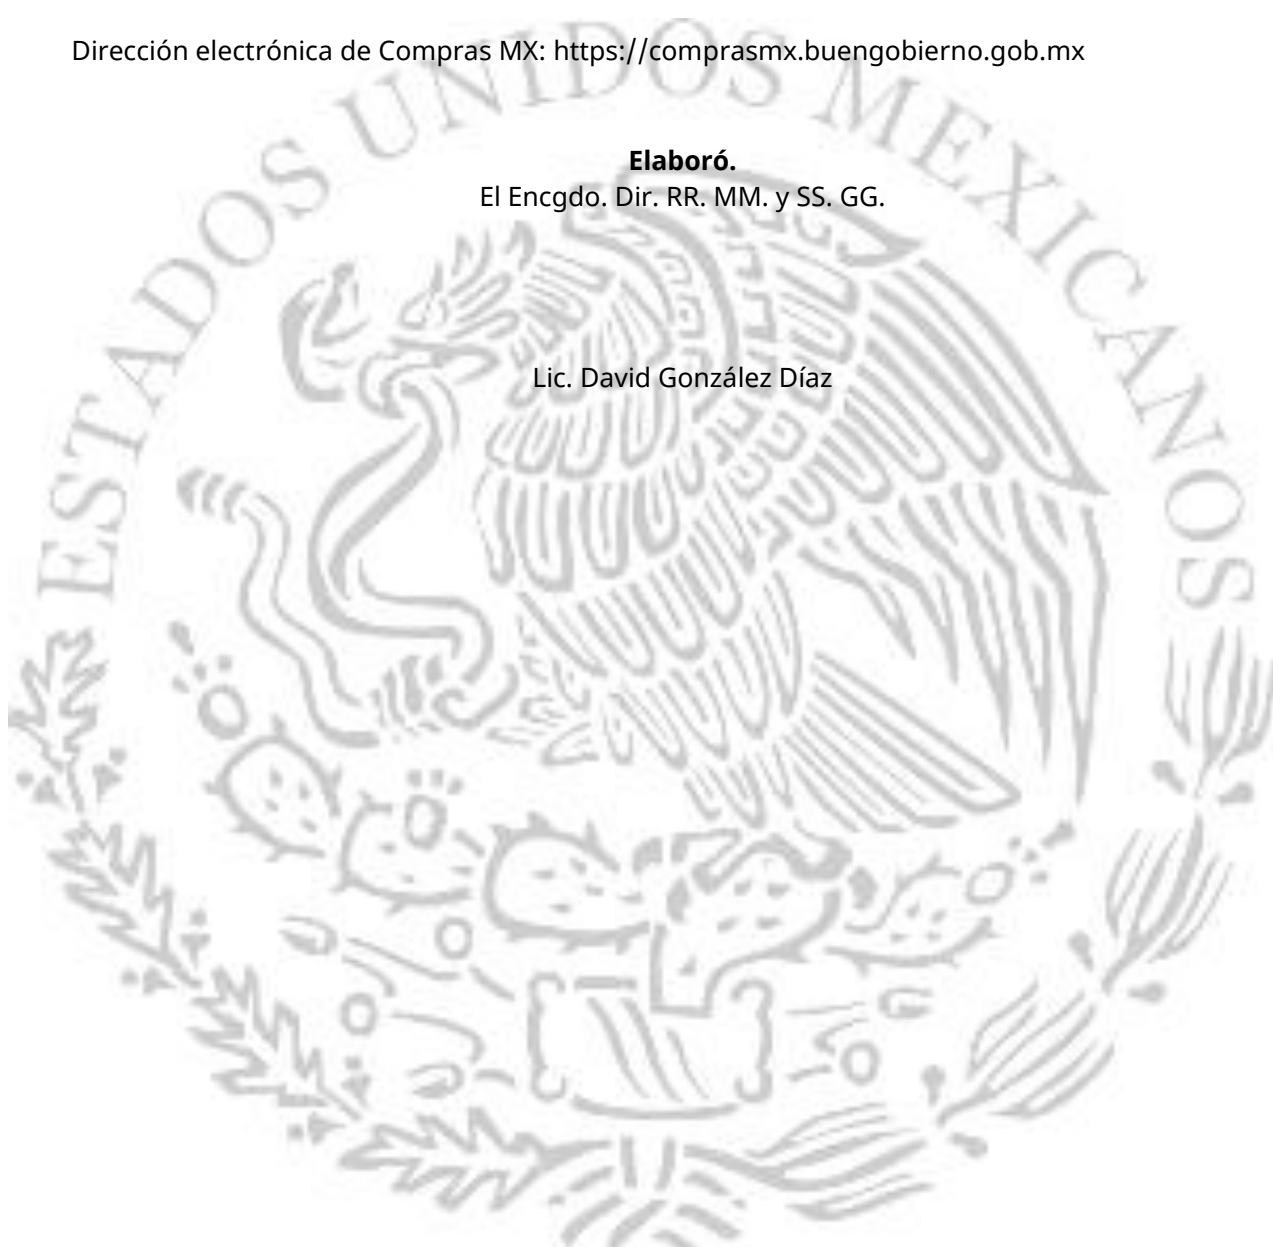 Dirección electrónica de Compras MX: https://comprasmx.buengobierno.gob.mx
ESTADOS UNIDOS MEXICANOS
Elaboró.
El Encgdo. Dir. RR. MM. y SS. GG.
Lic. David González Díaz